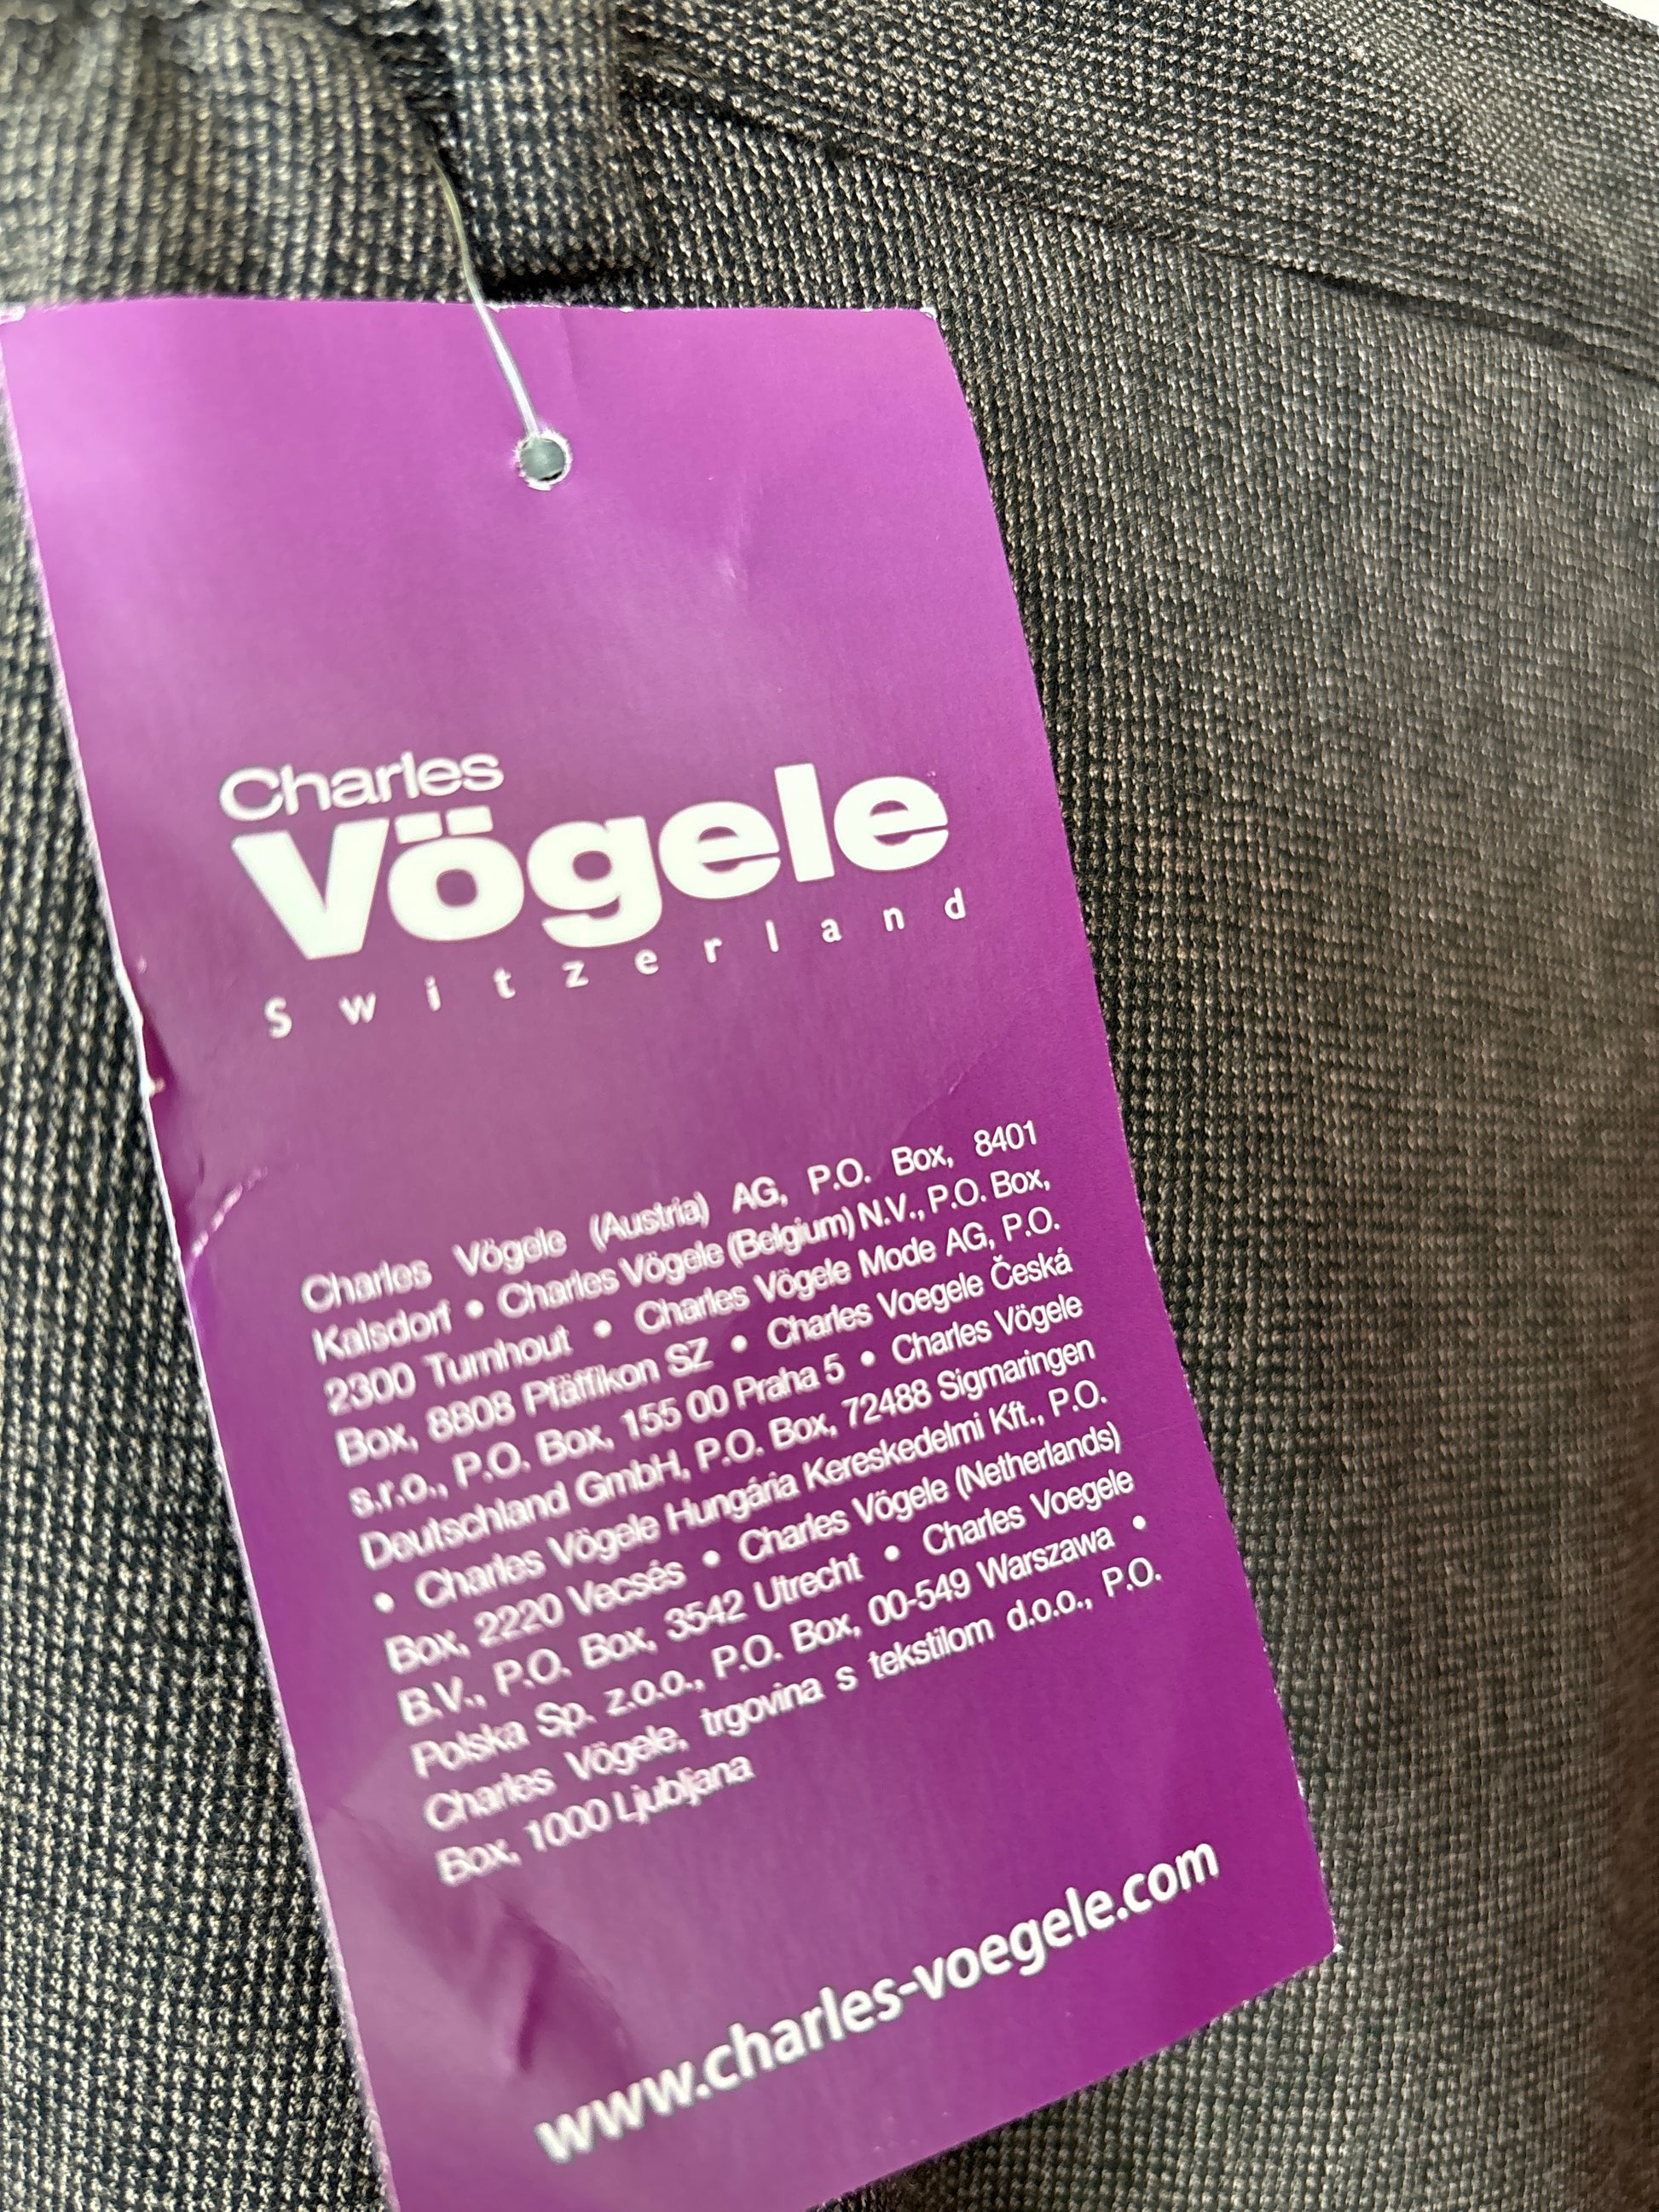 Charles
Vögele
Switzerland
Charles Vögele (Austria) AG, P.O. Box, 8401
Kalsdorf • Charles Vögele (Belgium) N.V., P.O. Box,
2300 Turnhout • Charles Vögele Mode AG, P.O.
Box, 8808 Pfäffikon SZ • Charles Voegele Česká
s.r.o., P.O. Box, 155 00 Praha 5 • Charles Vögele
Deutschland GmbH, P.O. Box, 72488 Sigmaringen
• Charles Vögele Hungária Kereskedelmi Kft., P.O.
Box, 2220 Vecsés • Charles Vögele (Netherlands)
B.V., P.O. Box, 3542 Utrecht • Charles Voegele
Polska Sp. z.o.o., P.O. Box, 00-549 Warszawa •
Charles Vögele, trgovina s tekstilom d.o.o., P.O.
Box, 1000 Ljubljana
www.charles-voegele.com